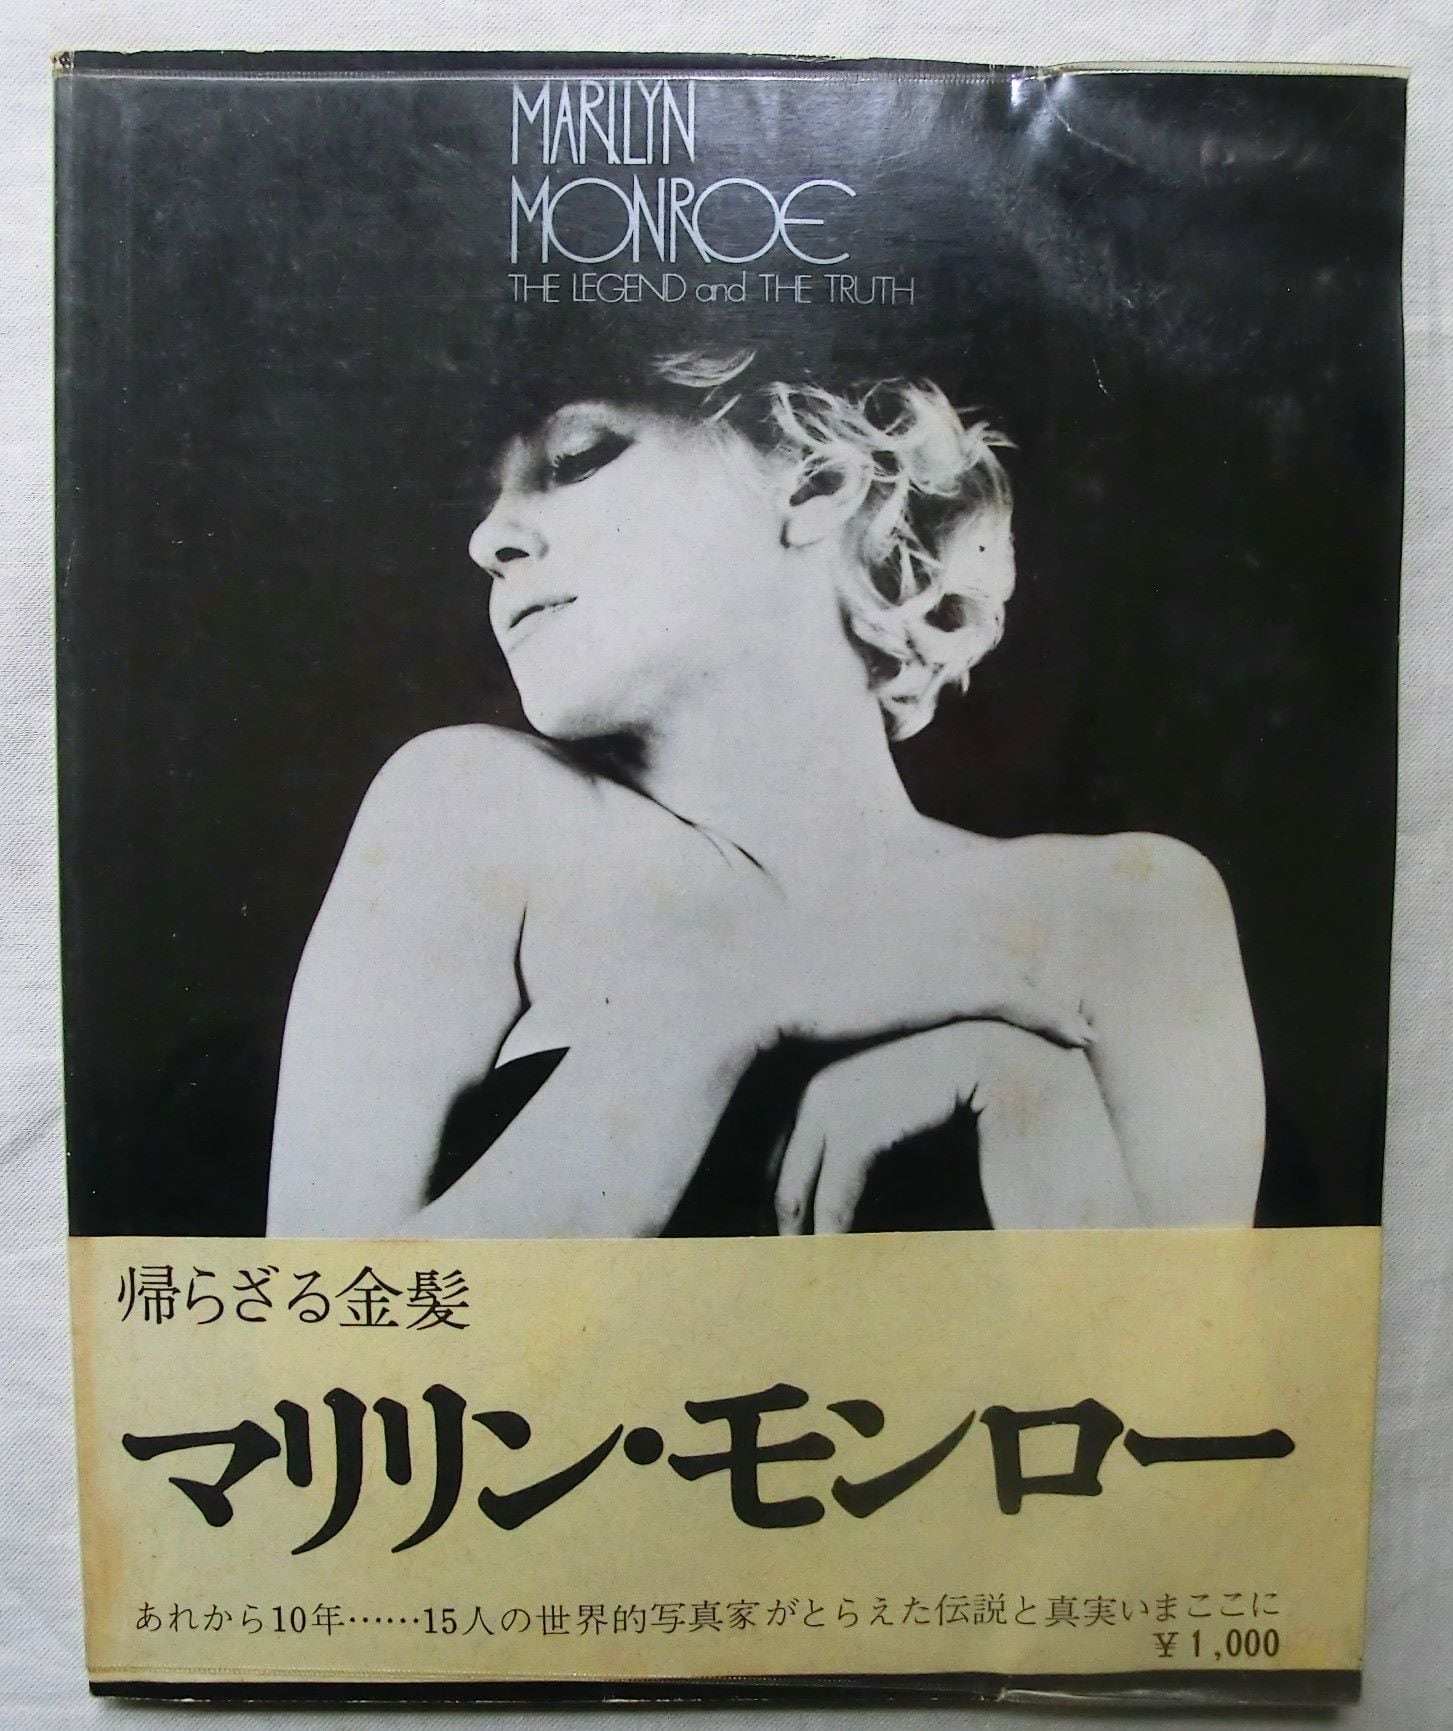 MARILYN
MONROE
THE LEGEND and THE TRUTH
帰らざる金髪
マリリン・モンロー
あれから10年……15人の世界的写真家がとらえた伝説と真実いまここに
￥1,000